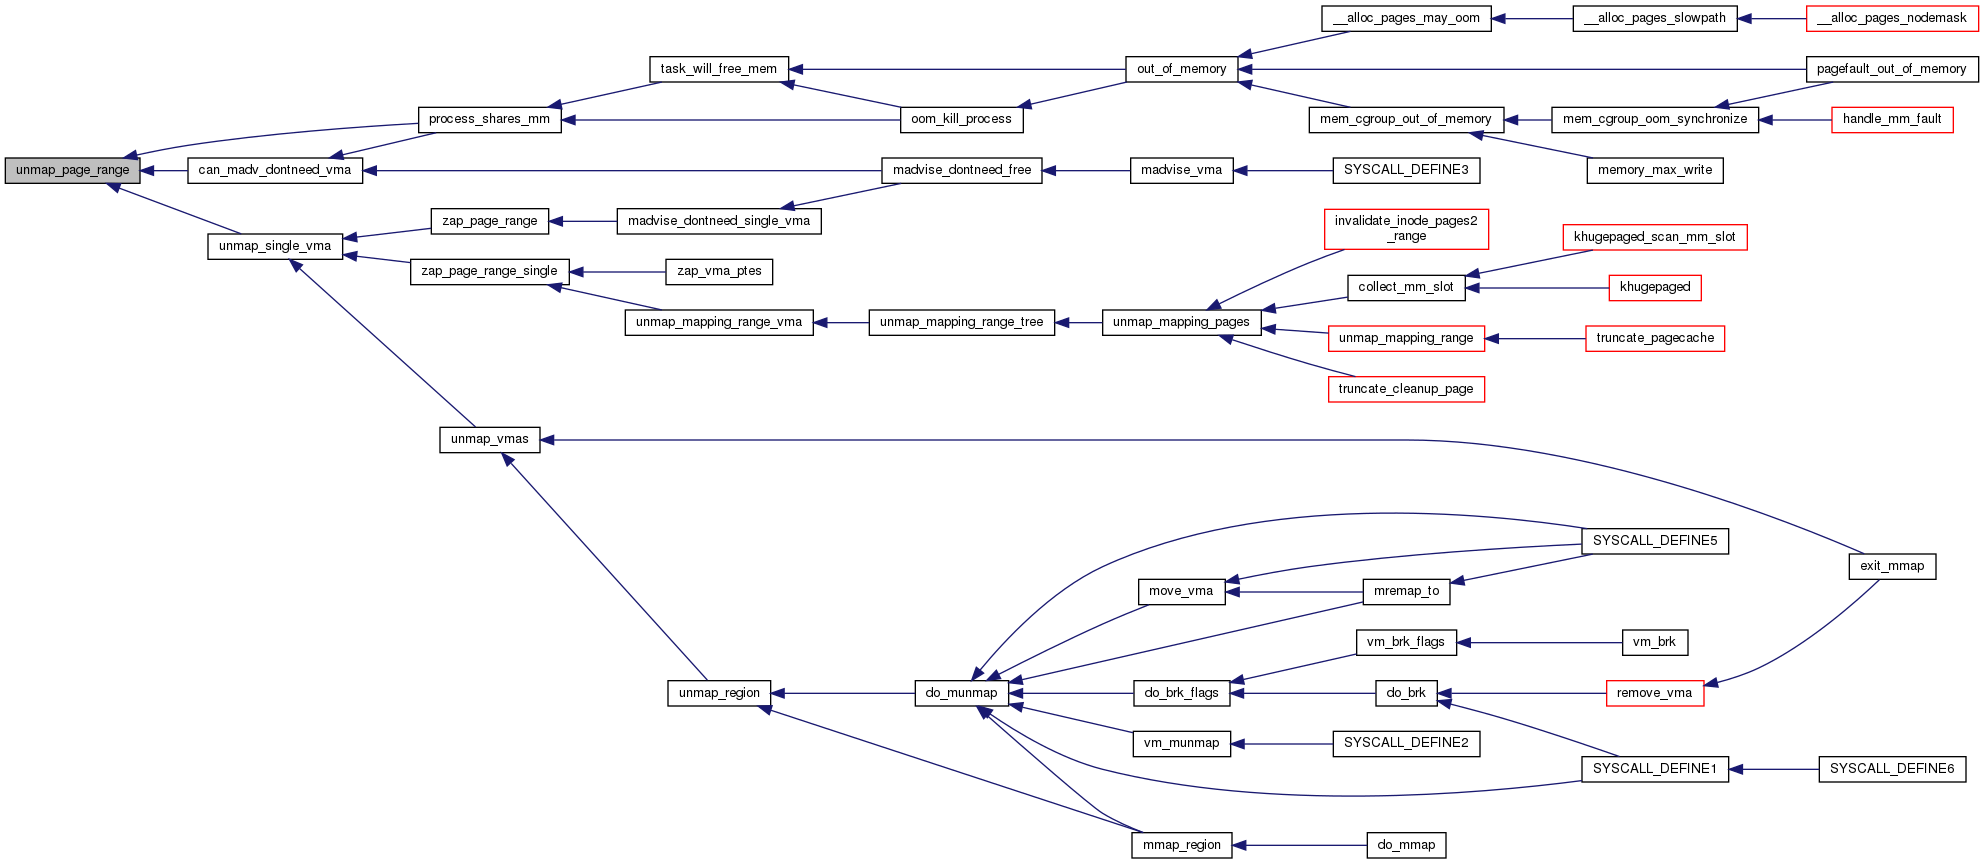 __alloc_pages_may_oom
__alloc_pages_slowpath
__alloc_pages_nodemask
task_will_free_mem
out_of_memory
pagefault_out_of_memory
process_shares_mm
oom_kill_process
mem_cgroup_out_of_memory
mem_cgroup_oom_synchronize
handle_mm_fault
unmap_page_range
can_madv_dontneed_vma
madvise_dontneed_free
madvise_vma
SYSCALL_DEFINE3
memory_max_write
zap_page_range
madvise_dontneed_single_vma
invalidate_inode_pages2
_range
khugepaged_scan_mm_slot
unmap_single_vma
zap_page_range_single
zap_vma_ptes
collect_mm_slot
khugepaged
unmap_mapping_range_vma
unmap_mapping_range_tree
unmap_mapping_pages
unmap_mapping_range
truncate_pagecache
truncate_cleanup_page
unmap_vmas
SYSCALL_DEFINE5
exit_mmap
move_vma
mremap_to
vm_brk_flags
vm_brk
unmap_region
do_munmap
do_brk_flags
do_brk
remove_vma
vm_munmap
SYSCALL_DEFINE2
SYSCALL_DEFINE1
SYSCALL_DEFINE6
mmap_region
do_mmap